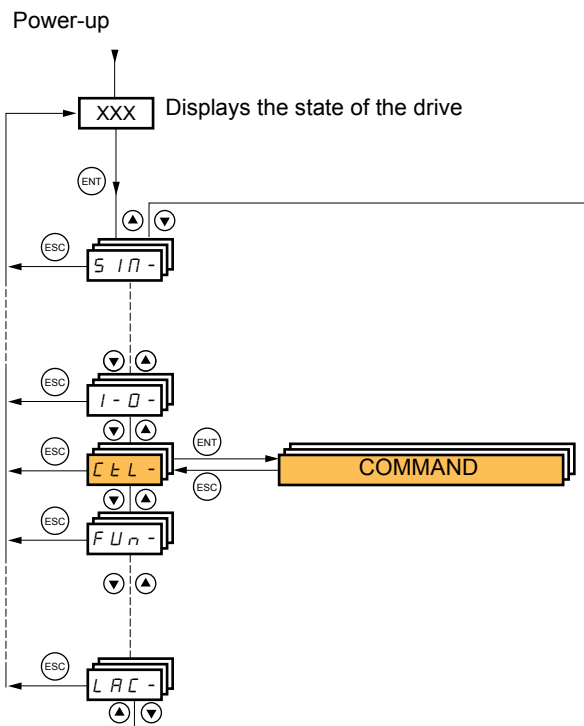 Power-up
XXX Displays the state of the drive
ENT
ESC
SIM-
ESC
I-O-
ENT
ESC
CtL-
COMMAND
ESC
ESC
FUn-
ESC
LAC-